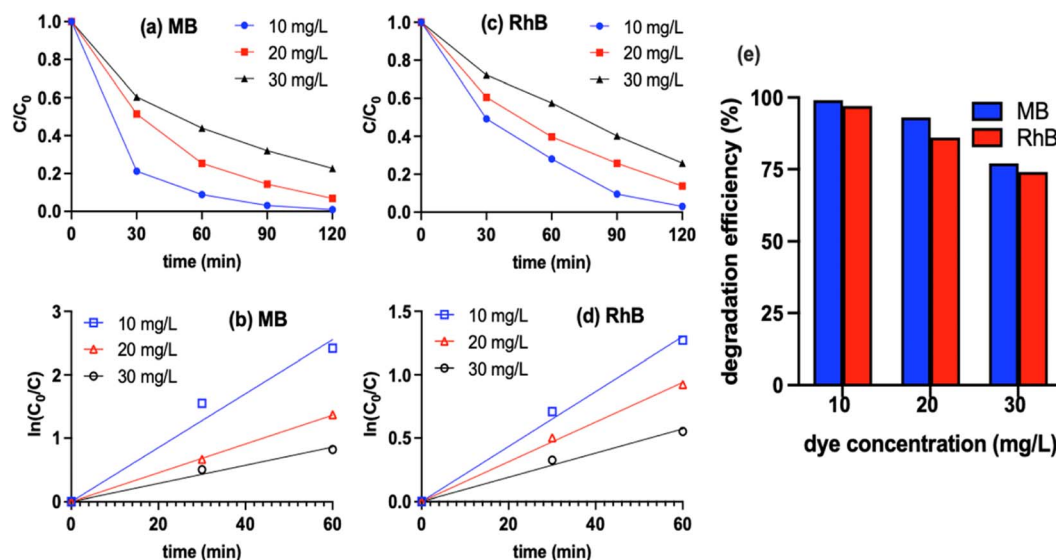 (a) MB
10 mg/L
20 mg/L
30 mg/L
C/C0
1.0
0.8
0.6
0.4
0.2
0.0
0 30 60 90 120
time (min)
(c) RhB
10 mg/L
20 mg/L
30 mg/L
C/C0
1.0
0.8
0.6
0.4
0.2
0.0
0 30 60 90 120
time (min)
(b) MB
10 mg/L
20 mg/L
30 mg/L
ln(C0/C)
3
2
1
0
0 20 40 60
time (min)
(d) RhB
10 mg/L
20 mg/L
30 mg/L
ln(C0/C)
1.5
1.0
0.5
0.0
0 20 40 60
time (min)
(e)
MB
RhB
degradation efficiency (%)
100
75
50
25
0
10 20 30
dye concentration (mg/L)